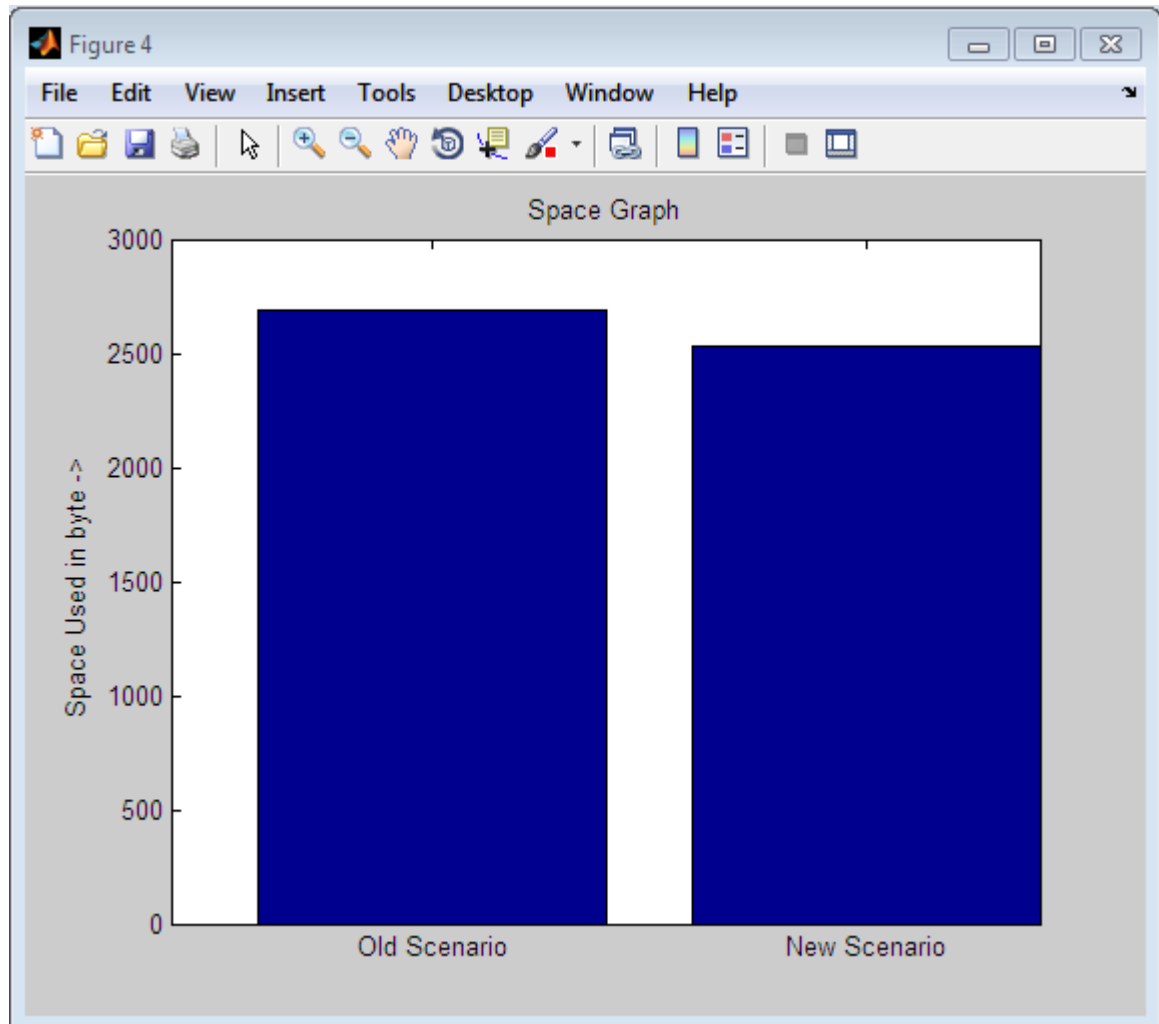 Figure 4
File Edit View Insert Tools Desktop Window Help
Space Graph
3000
2500
2000
1500
1000
500
0
Space Used in byte ->
Old Scenario New Scenario